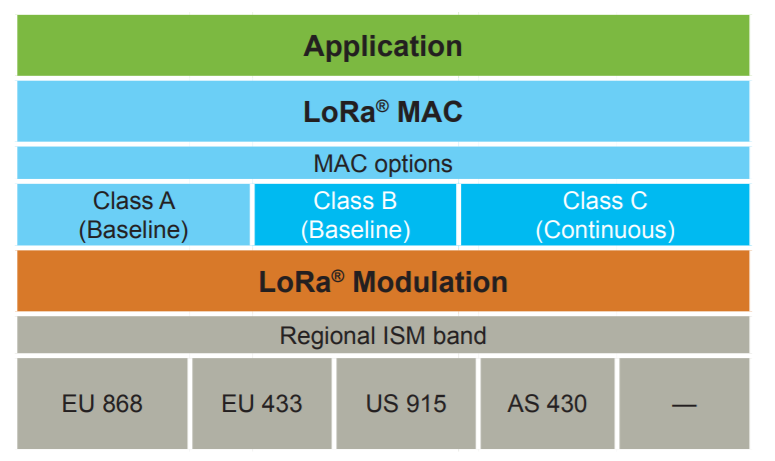 Application
LoRa® MAC
MAC options
Class A
(Baseline)
Class B
(Baseline)
Class C
(Continuous)
LoRa® Modulation
Regional ISM band
EU 868
EU 433
US 915
AS 430
—